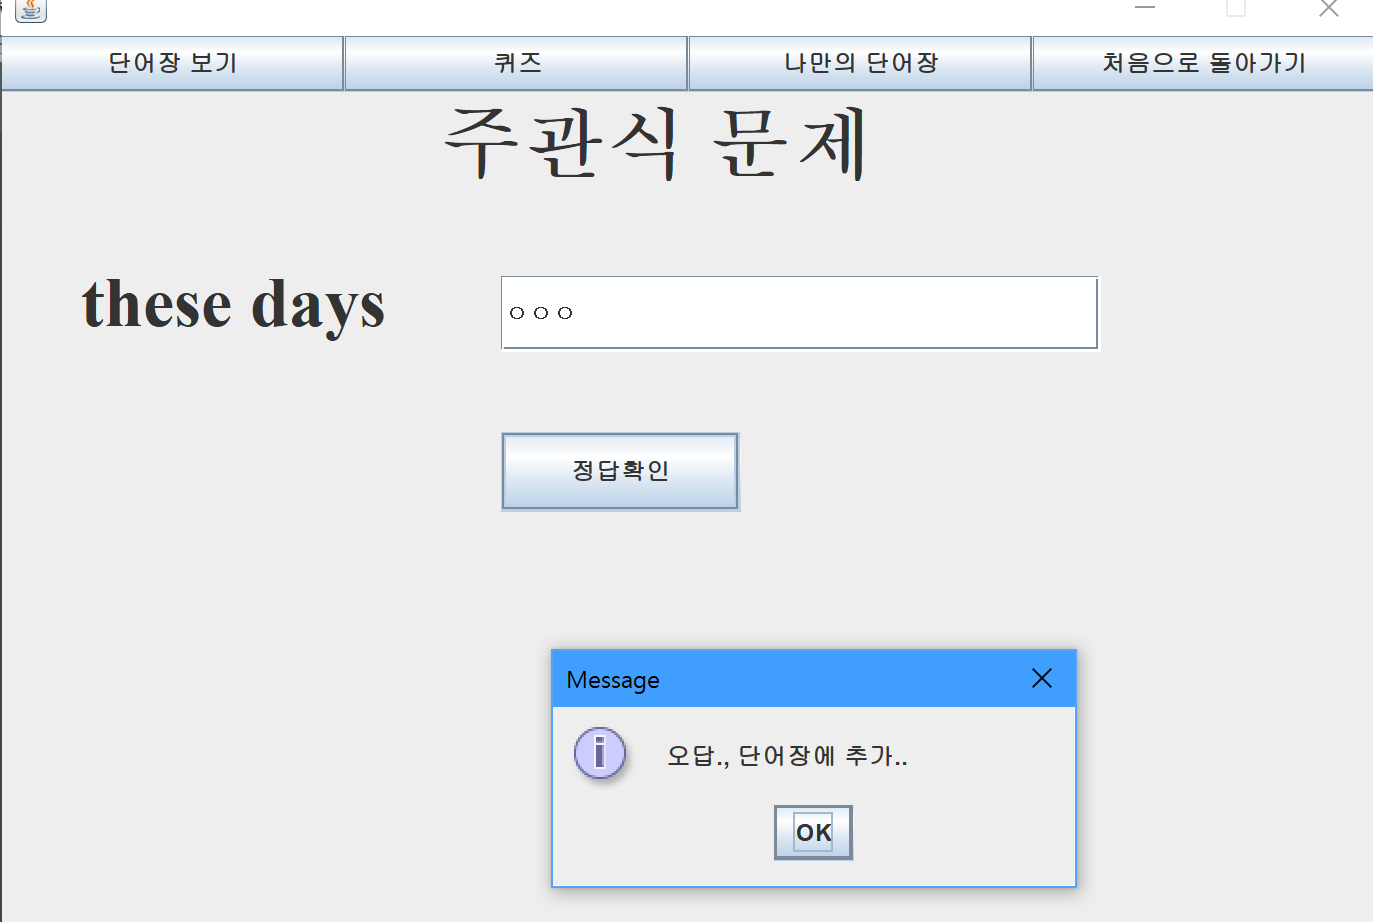 단어장 보기 퀴즈 나만의 단어장 처음으로 돌아가기
주관식 문제
these days ㅇㅇㅇ
정답확인
Message
오답., 단어장에 추가..
OK